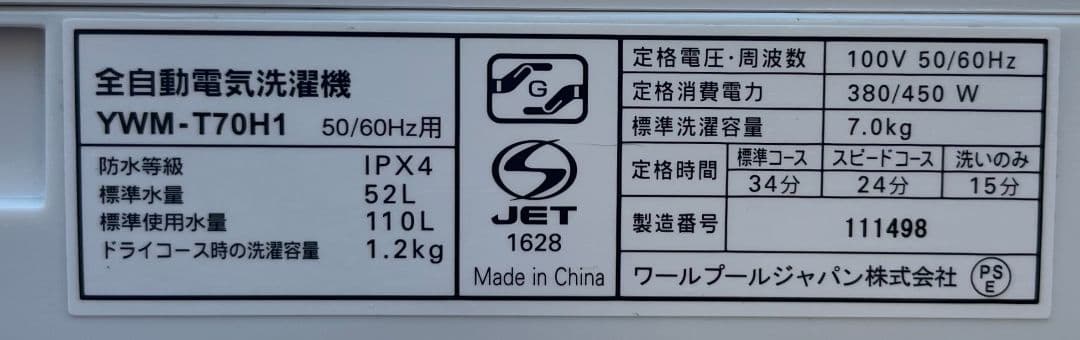 全自動電気洗濯機
YWM-T70H1 50/60Hz用
防水等級 IPX4
標準水量 52L
標準使用水量 110L
ドライコース時の洗濯容量 1.2kg
G
JET
1628
Made in China
定格電圧・周波数 100V 50/60Hz
定格消費電力 380/450 W
標準洗濯容量 7.0kg
定格時間 標準コース スピードコース 洗いのみ
34分 24分 15分
製造番号 111498
ワールプールジャパン株式会社 PSE